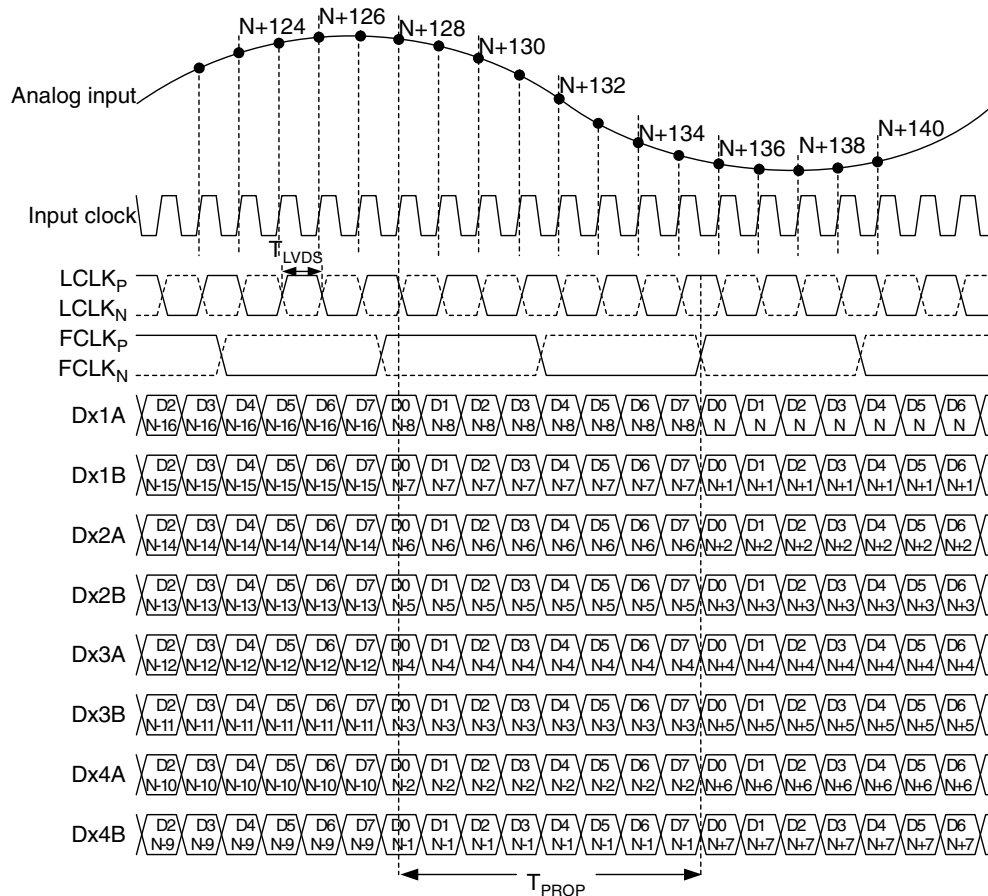 N+124 N+126 N+128 N+130 N+132 N+134 N+136 N+138 N+140
Analog input
Input clock
TLVDS
LCLKP
LCLKN
FCLKP
FCLKN
Dx1A D2 D3 D4 D5 D6 D7 D0 D1 D2 D3 D4 D5 D6 D7 D0 D1 D2 D3 D4 D5 D6
N-16 N-16 N-16 N-16 N-16 N-16 N-8 N-8 N-8 N-8 N-8 N-8 N-8 N-8 N N N N N N N
Dx1B D2 D3 D4 D5 D6 D7 D0 D1 D2 D3 D4 D5 D6 D7 D0 D1 D2 D3 D4 D5 D6
N-15 N-15 N-15 N-15 N-15 N-15 N-7 N-7 N-7 N-7 N-7 N-7 N-7 N-7 N+1 N+1 N+1 N+1 N+1 N+1 N+1
Dx2A D2 D3 D4 D5 D6 D7 D0 D1 D2 D3 D4 D5 D6 D7 D0 D1 D2 D3 D4 D5 D6
N-14 N-14 N-14 N-14 N-14 N-14 N-6 N-6 N-6 N-6 N-6 N-6 N-6 N-6 N+2 N+2 N+2 N+2 N+2 N+2 N+2
Dx2B D2 D3 D4 D5 D6 D7 D0 D1 D2 D3 D4 D5 D6 D7 D0 D1 D2 D3 D4 D5 D6
N-13 N-13 N-13 N-13 N-13 N-13 N-5 N-5 N-5 N-5 N-5 N-5 N-5 N-5 N+3 N+3 N+3 N+3 N+3 N+3 N+3
Dx3A D2 D3 D4 D5 D6 D7 D0 D1 D2 D3 D4 D5 D6 D7 D0 D1 D2 D3 D4 D5 D6
N-12 N-12 N-12 N-12 N-12 N-12 N-4 N-4 N-4 N-4 N-4 N-4 N-4 N-4 N+4 N+4 N+4 N+4 N+4 N+4 N+4
Dx3B D2 D3 D4 D5 D6 D7 D0 D1 D2 D3 D4 D5 D6 D7 D0 D1 D2 D3 D4 D5 D6
N-11 N-11 N-11 N-11 N-11 N-11 N-3 N-3 N-3 N-3 N-3 N-3 N-3 N-3 N+5 N+5 N+5 N+5 N+5 N+5 N+5
Dx4A D2 D3 D4 D5 D6 D7 D0 D1 D2 D3 D4 D5 D6 D7 D0 D1 D2 D3 D4 D5 D6
N-10 N-10 N-10 N-10 N-10 N-10 N-2 N-2 N-2 N-2 N-2 N-2 N-2 N-2 N+6 N+6 N+6 N+6 N+6 N+6 N+6
Dx4B D2 D3 D4 D5 D6 D7 D0 D1 D2 D3 D4 D5 D6 D7 D0 D1 D2 D3 D4 D5 D6
N-9 N-9 N-9 N-9 N-9 N-9 N-1 N-1 N-1 N-1 N-1 N-1 N-1 N-1 N+7 N+7 N+7 N+7 N+7 N+7 N+7
TPROP